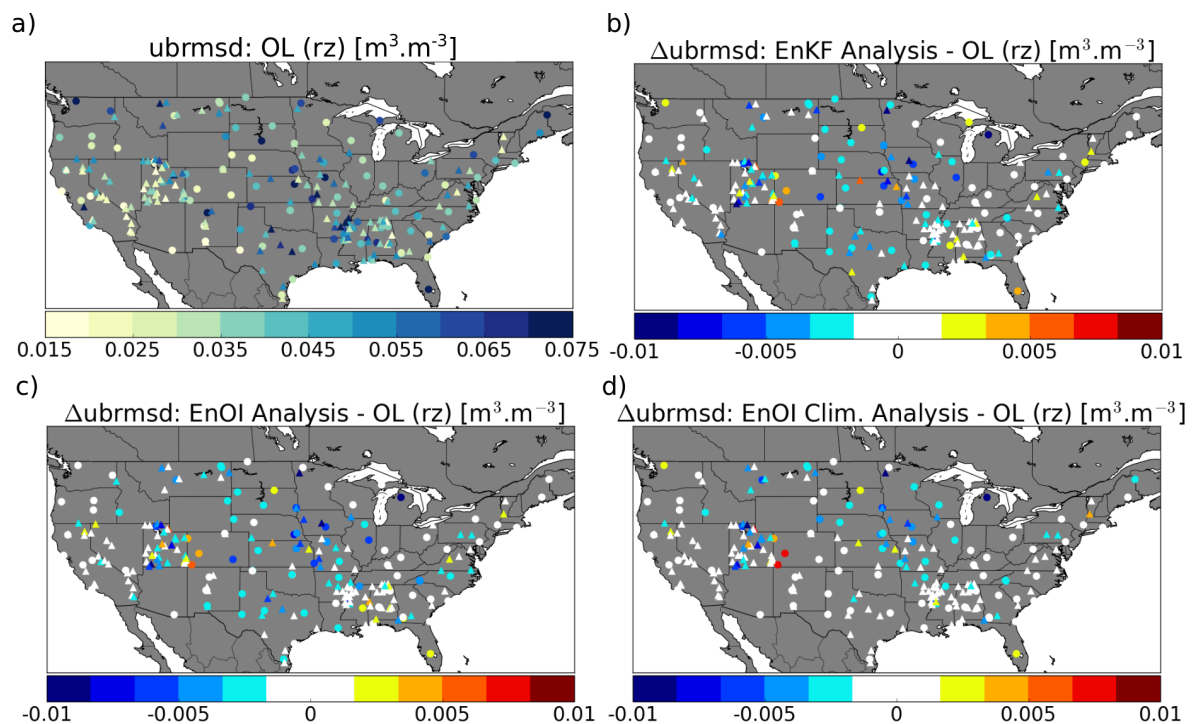 a)
ubrmsd: OL (rz) [m³.m⁻³]
0.015 0.025 0.035 0.045 0.055 0.065 0.075
b)
Δubrmsd: EnKF Analysis - OL (rz) [m³.m⁻³]
-0.01 -0.005 0 0.005 0.01
c)
Δubrmsd: EnOI Analysis - OL (rz) [m³.m⁻³]
-0.01 -0.005 0 0.005 0.01
d)
Δubrmsd: EnOI Clim. Analysis - OL (rz) [m³.m⁻³]
-0.01 -0.005 0 0.005 0.01